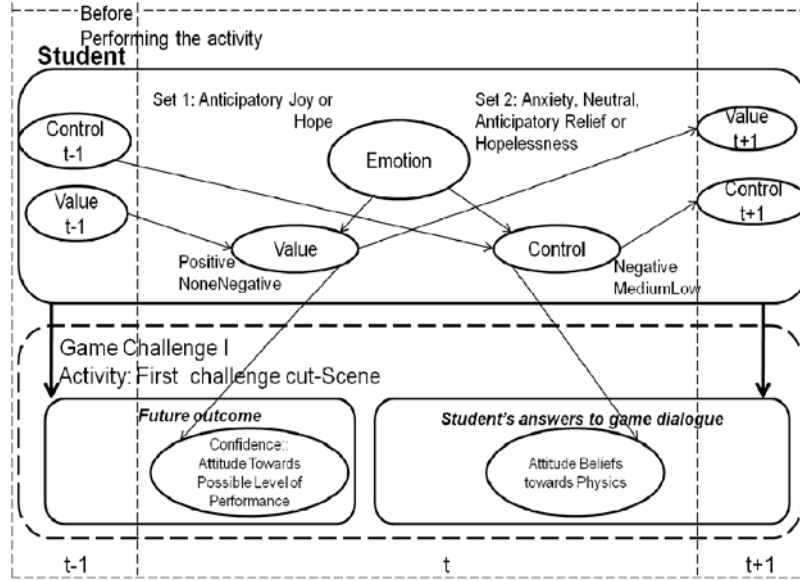 Before
Performing the activity
Student
Set 1: Anticipatory Joy or
Hope
Set 2: Anxiety, Neutral,
Anticipatory Relief or
Hopelessness
Control
t-1
Value
t-1
Emotion
Value
t+1
Control
t+1
Value
Control
Positive
NoneNegative
Negative
MediumLow
Game Challenge I
Activity: First challenge cut-Scene
Future outcome
Confidence::
Attitude Towards
Possible Level of
Performance
Student's answers to game dialogue
Attitude Beliefs
towards Physics
t-1
t
t+1